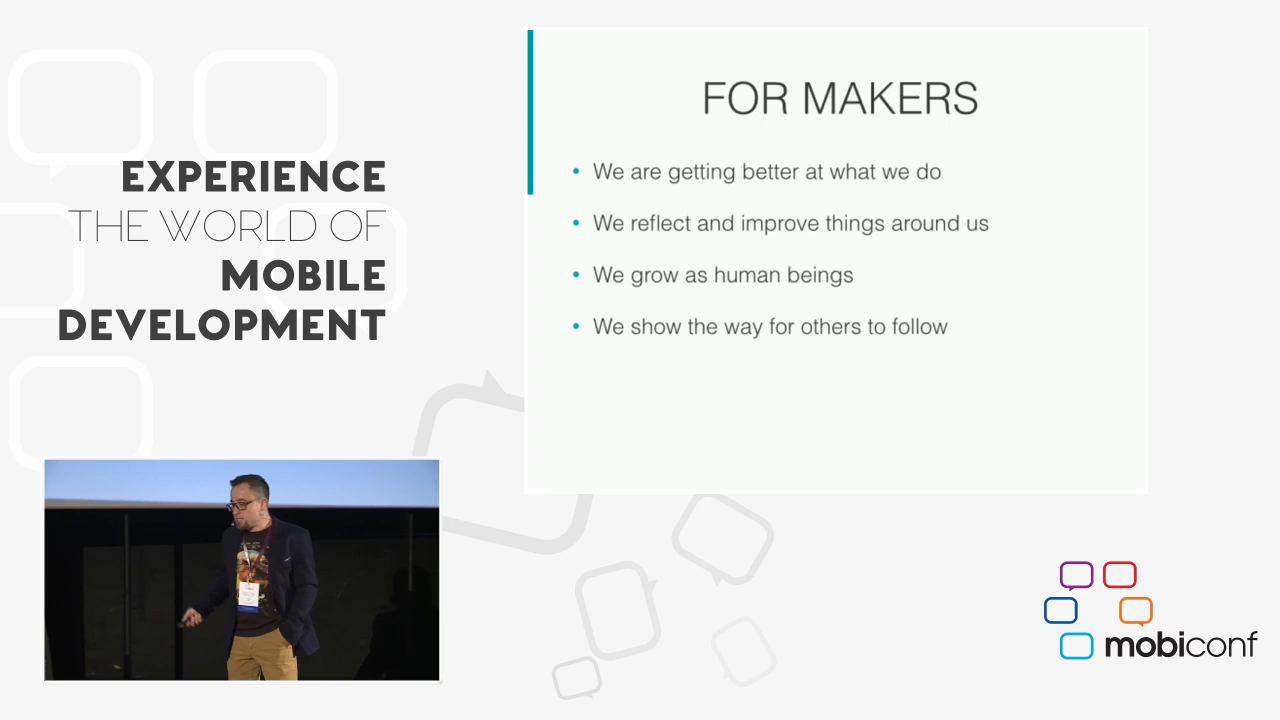 EXPERIENCE
THE WORLD OF
MOBILE
DEVELOPMENT
FOR MAKERS
• We are getting better at what we do
• We reflect and improve things around us
• We grow as human beings
• We show the way for others to follow
mobiconf